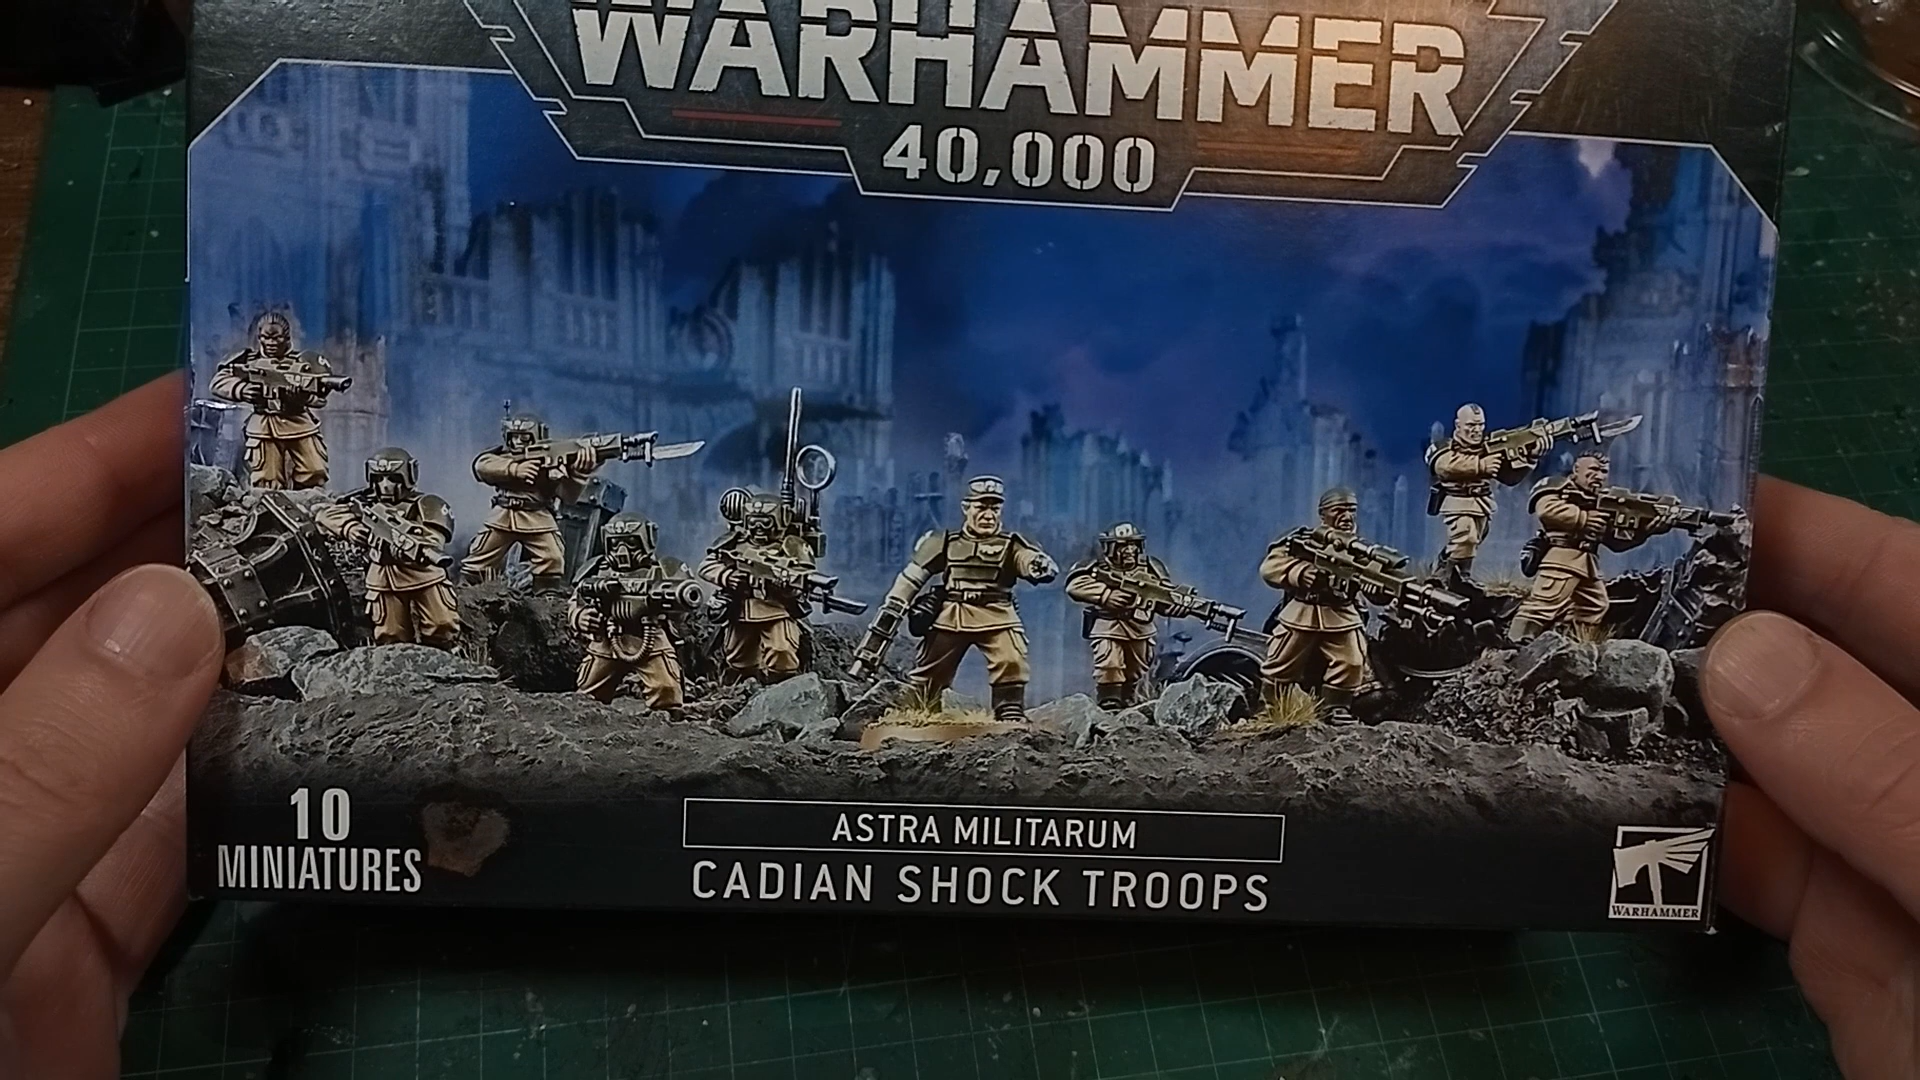 WARHAMMER
40,000
10
MINIATURES
ASTRA MILITARUM
CADIAN SHOCK TROOPS
WARHAMMER